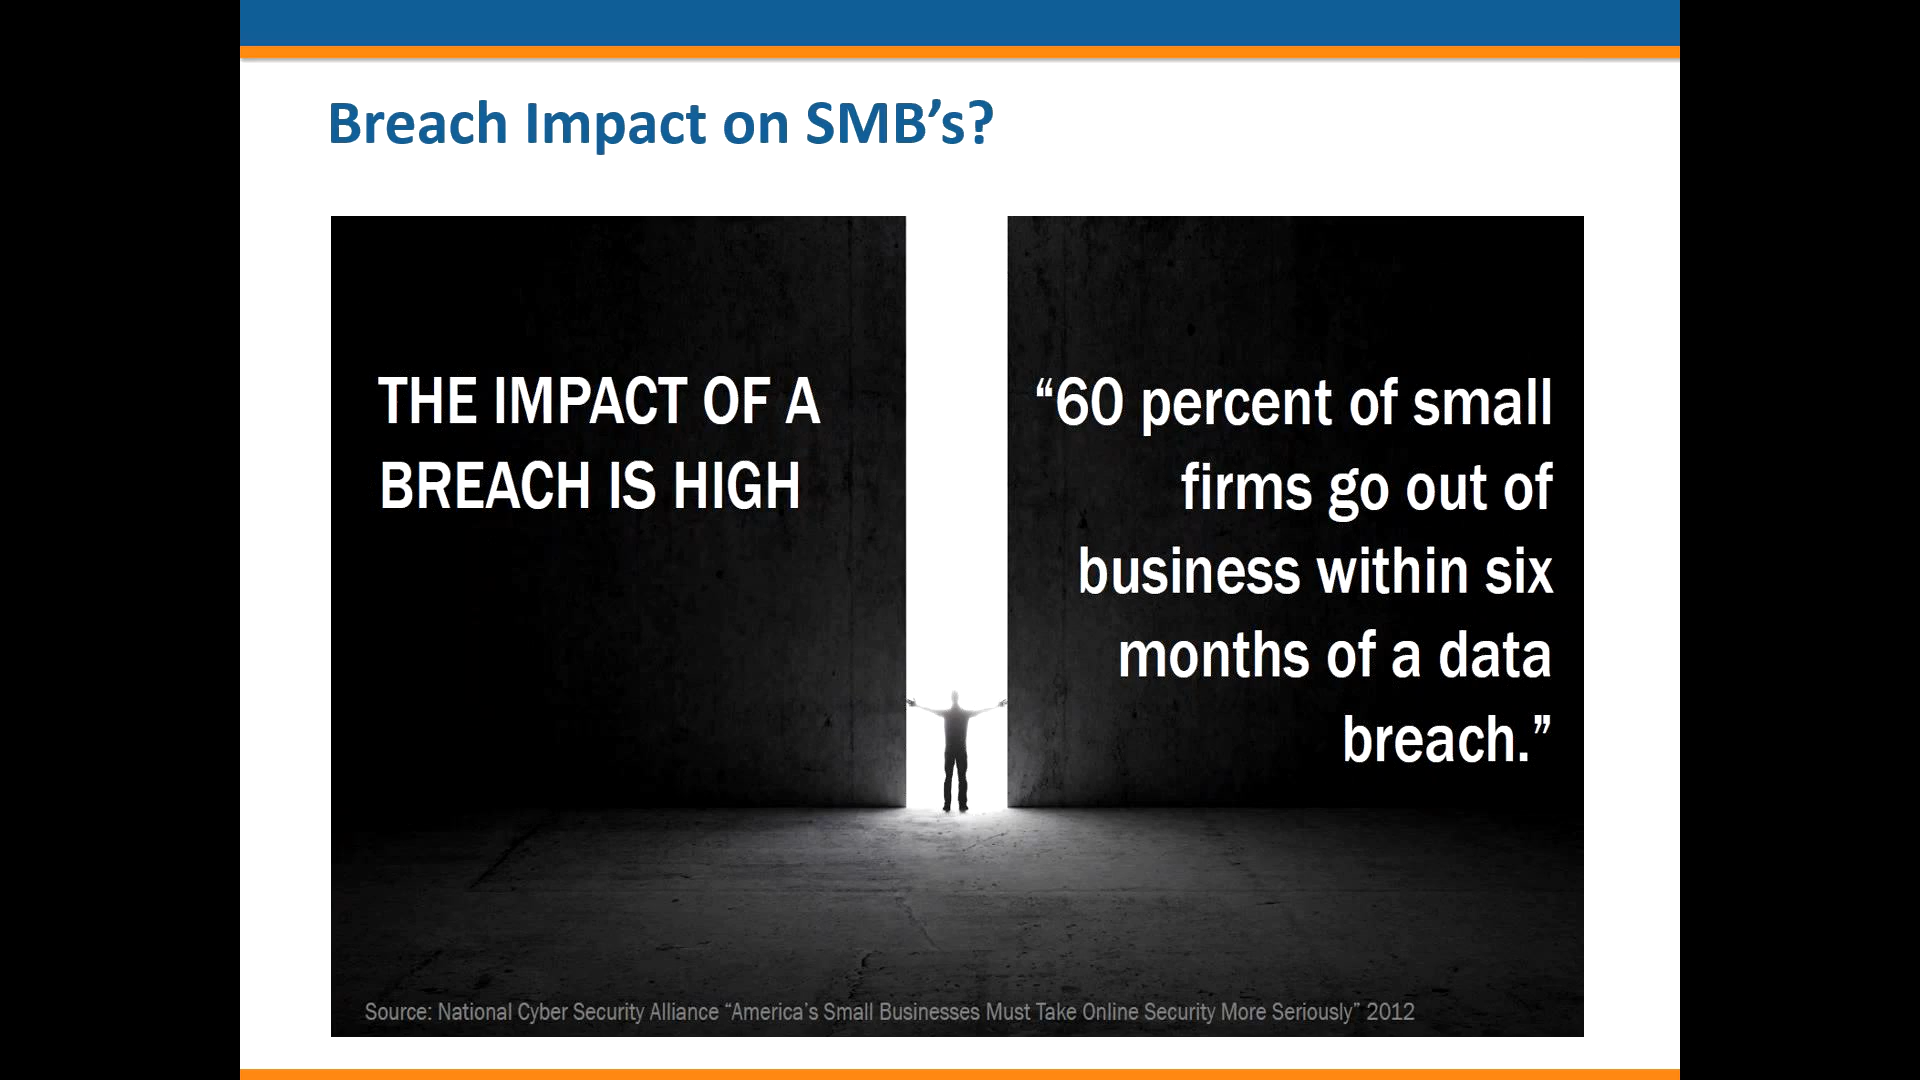 Breach Impact on SMB’s?
THE IMPACT OF A
BREACH IS HIGH
“60 percent of small
firms go out of
business within six
months of a data
breach.”
Source: National Cyber Security Alliance “America’s Small Businesses Must Take Online Security More Seriously” 2012